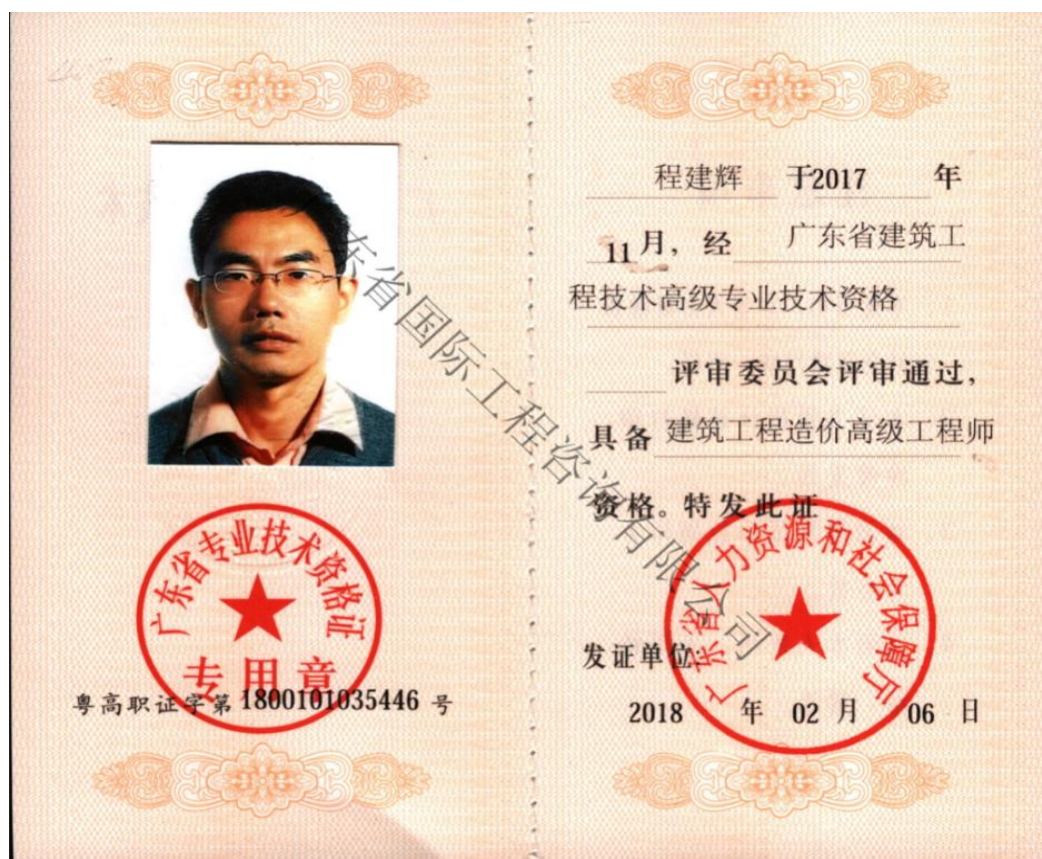 广东省专业技术资格证
专用章
粤高职证字第 1800101035446 号
程建辉 于2017 年
11 月，经 广东省建筑工
程技术高级专业技术资格
评审委员会评审通过，
具备 建筑工程造价高级工程师
资格。特发此证
广东省人力资源和社会保障厅
发证单位：
2018 年 02 月 06 日
东省国际工程咨询有限公司